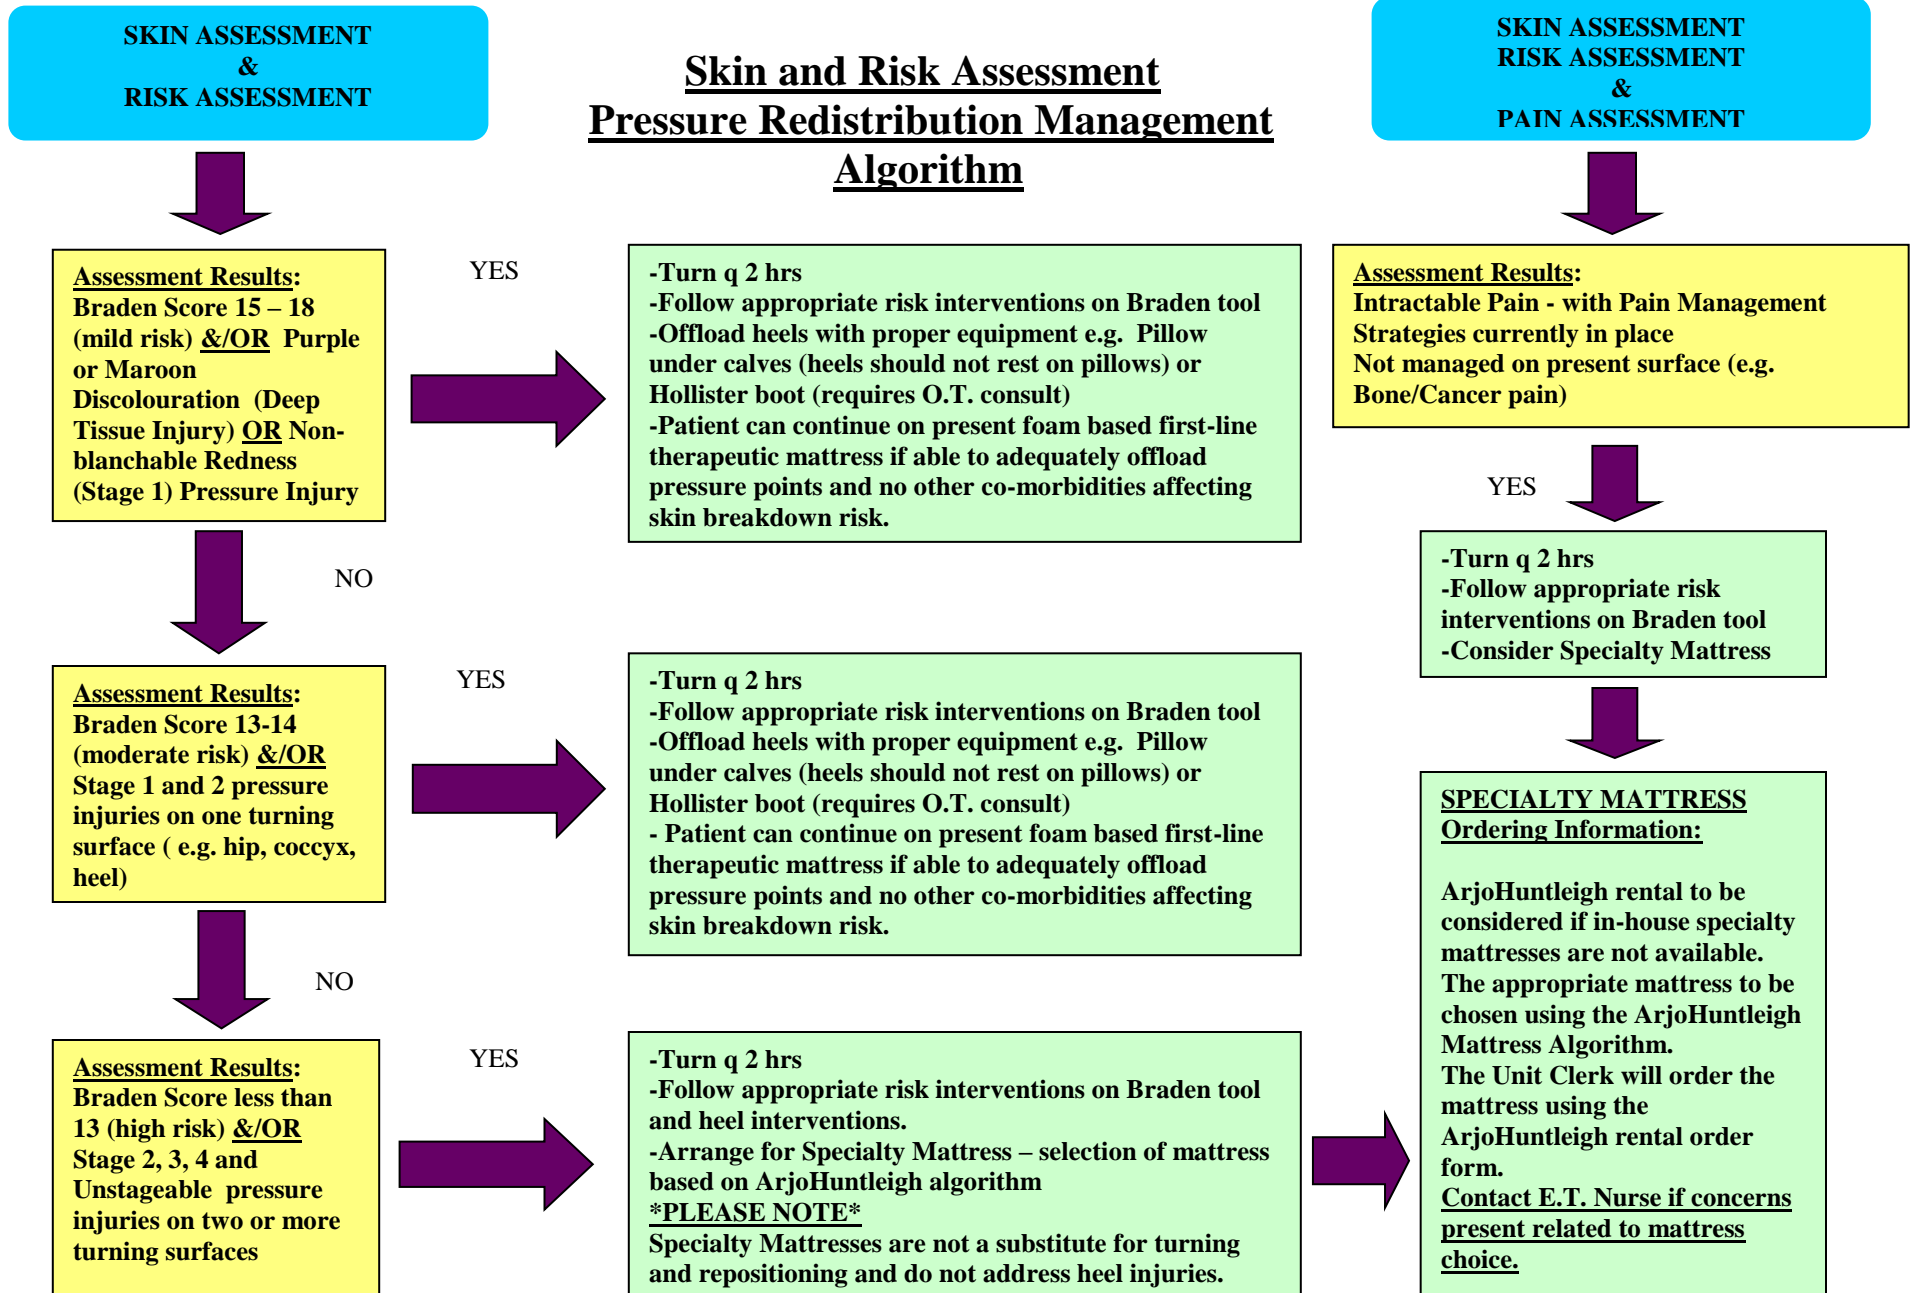 SKIN ASSESSMENT
&
RISK ASSESSMENT
Skin and Risk Assessment
Pressure Redistribution Management
Algorithm
SKIN ASSESSMENT
RISK ASSESSMENT
&
PAIN ASSESSMENT
Assessment Results:
Braden Score 15 – 18
(mild risk) &/OR Purple
or Maroon
Discolouration (Deep
Tissue Injury) OR Non-
blanchable Redness
(Stage 1) Pressure Injury
YES
-Turn q 2 hrs
-Follow appropriate risk interventions on Braden tool
-Offload heels with proper equipment e.g. Pillow
under calves (heels should not rest on pillows) or
Hollister boot (requires O.T. consult)
-Patient can continue on present foam based first-line
therapeutic mattress if able to adequately offload
pressure points and no other co-morbidities affecting
skin breakdown risk.
Assessment Results:
Intractable Pain - with Pain Management
Strategies currently in place
Not managed on present surface (e.g.
Bone/Cancer pain)
YES
NO
-Turn q 2 hrs
-Follow appropriate risk
interventions on Braden tool
-Consider Specialty Mattress
Assessment Results:
Braden Score 13-14
(moderate risk) &/OR
Stage 1 and 2 pressure
injuries on one turning
surface ( e.g. hip, coccyx,
heel)
YES
-Turn q 2 hrs
-Follow appropriate risk interventions on Braden tool
-Offload heels with proper equipment e.g. Pillow
under calves (heels should not rest on pillows) or
Hollister boot (requires O.T. consult)
- Patient can continue on present foam based first-line
therapeutic mattress if able to adequately offload
pressure points and no other co-morbidities affecting
skin breakdown risk.
SPECIALTY MATTRESS
Ordering Information:
ArjoHuntleigh rental to be
considered if in-house specialty
mattresses are not available.
The appropriate mattress to be
chosen using the ArjoHuntleigh
Mattress Algorithm.
The Unit Clerk will order the
mattress using the
ArjoHuntleigh rental order
form.
Contact E.T. Nurse if concerns
present related to mattress
choice.
NO
Assessment Results:
Braden Score less than
13 (high risk) &/OR
Stage 2, 3, 4 and
Unstageable pressure
injuries on two or more
turning surfaces
YES
-Turn q 2 hrs
-Follow appropriate risk interventions on Braden tool
and heel interventions.
-Arrange for Specialty Mattress – selection of mattress
based on ArjoHuntleigh algorithm
*PLEASE NOTE*
Specialty Mattresses are not a substitute for turning
and repositioning and do not address heel injuries.